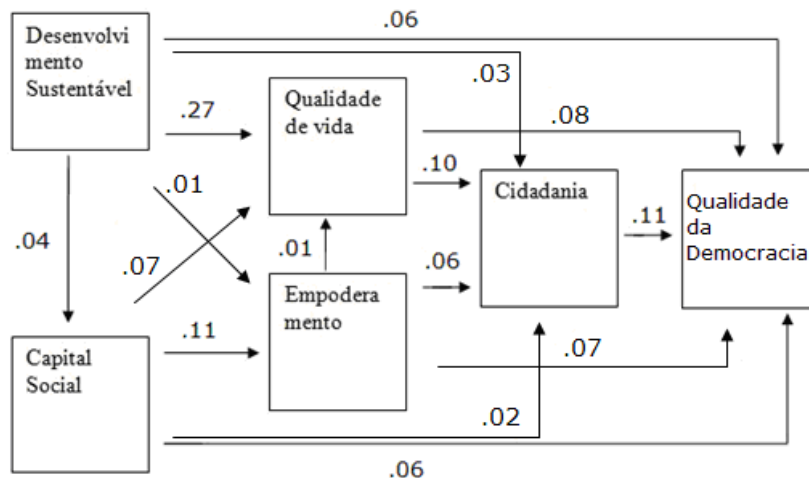 .06
Desenvolvi
mento
Sustentável
.03
.27
Qualidade
de vida
.08
.10
.01
Cidadania
Qualidade
da
Democracia
.11
.04
.07
.01
.06
Empodera
mento
.11
Capital
Social
.07
.02
.06